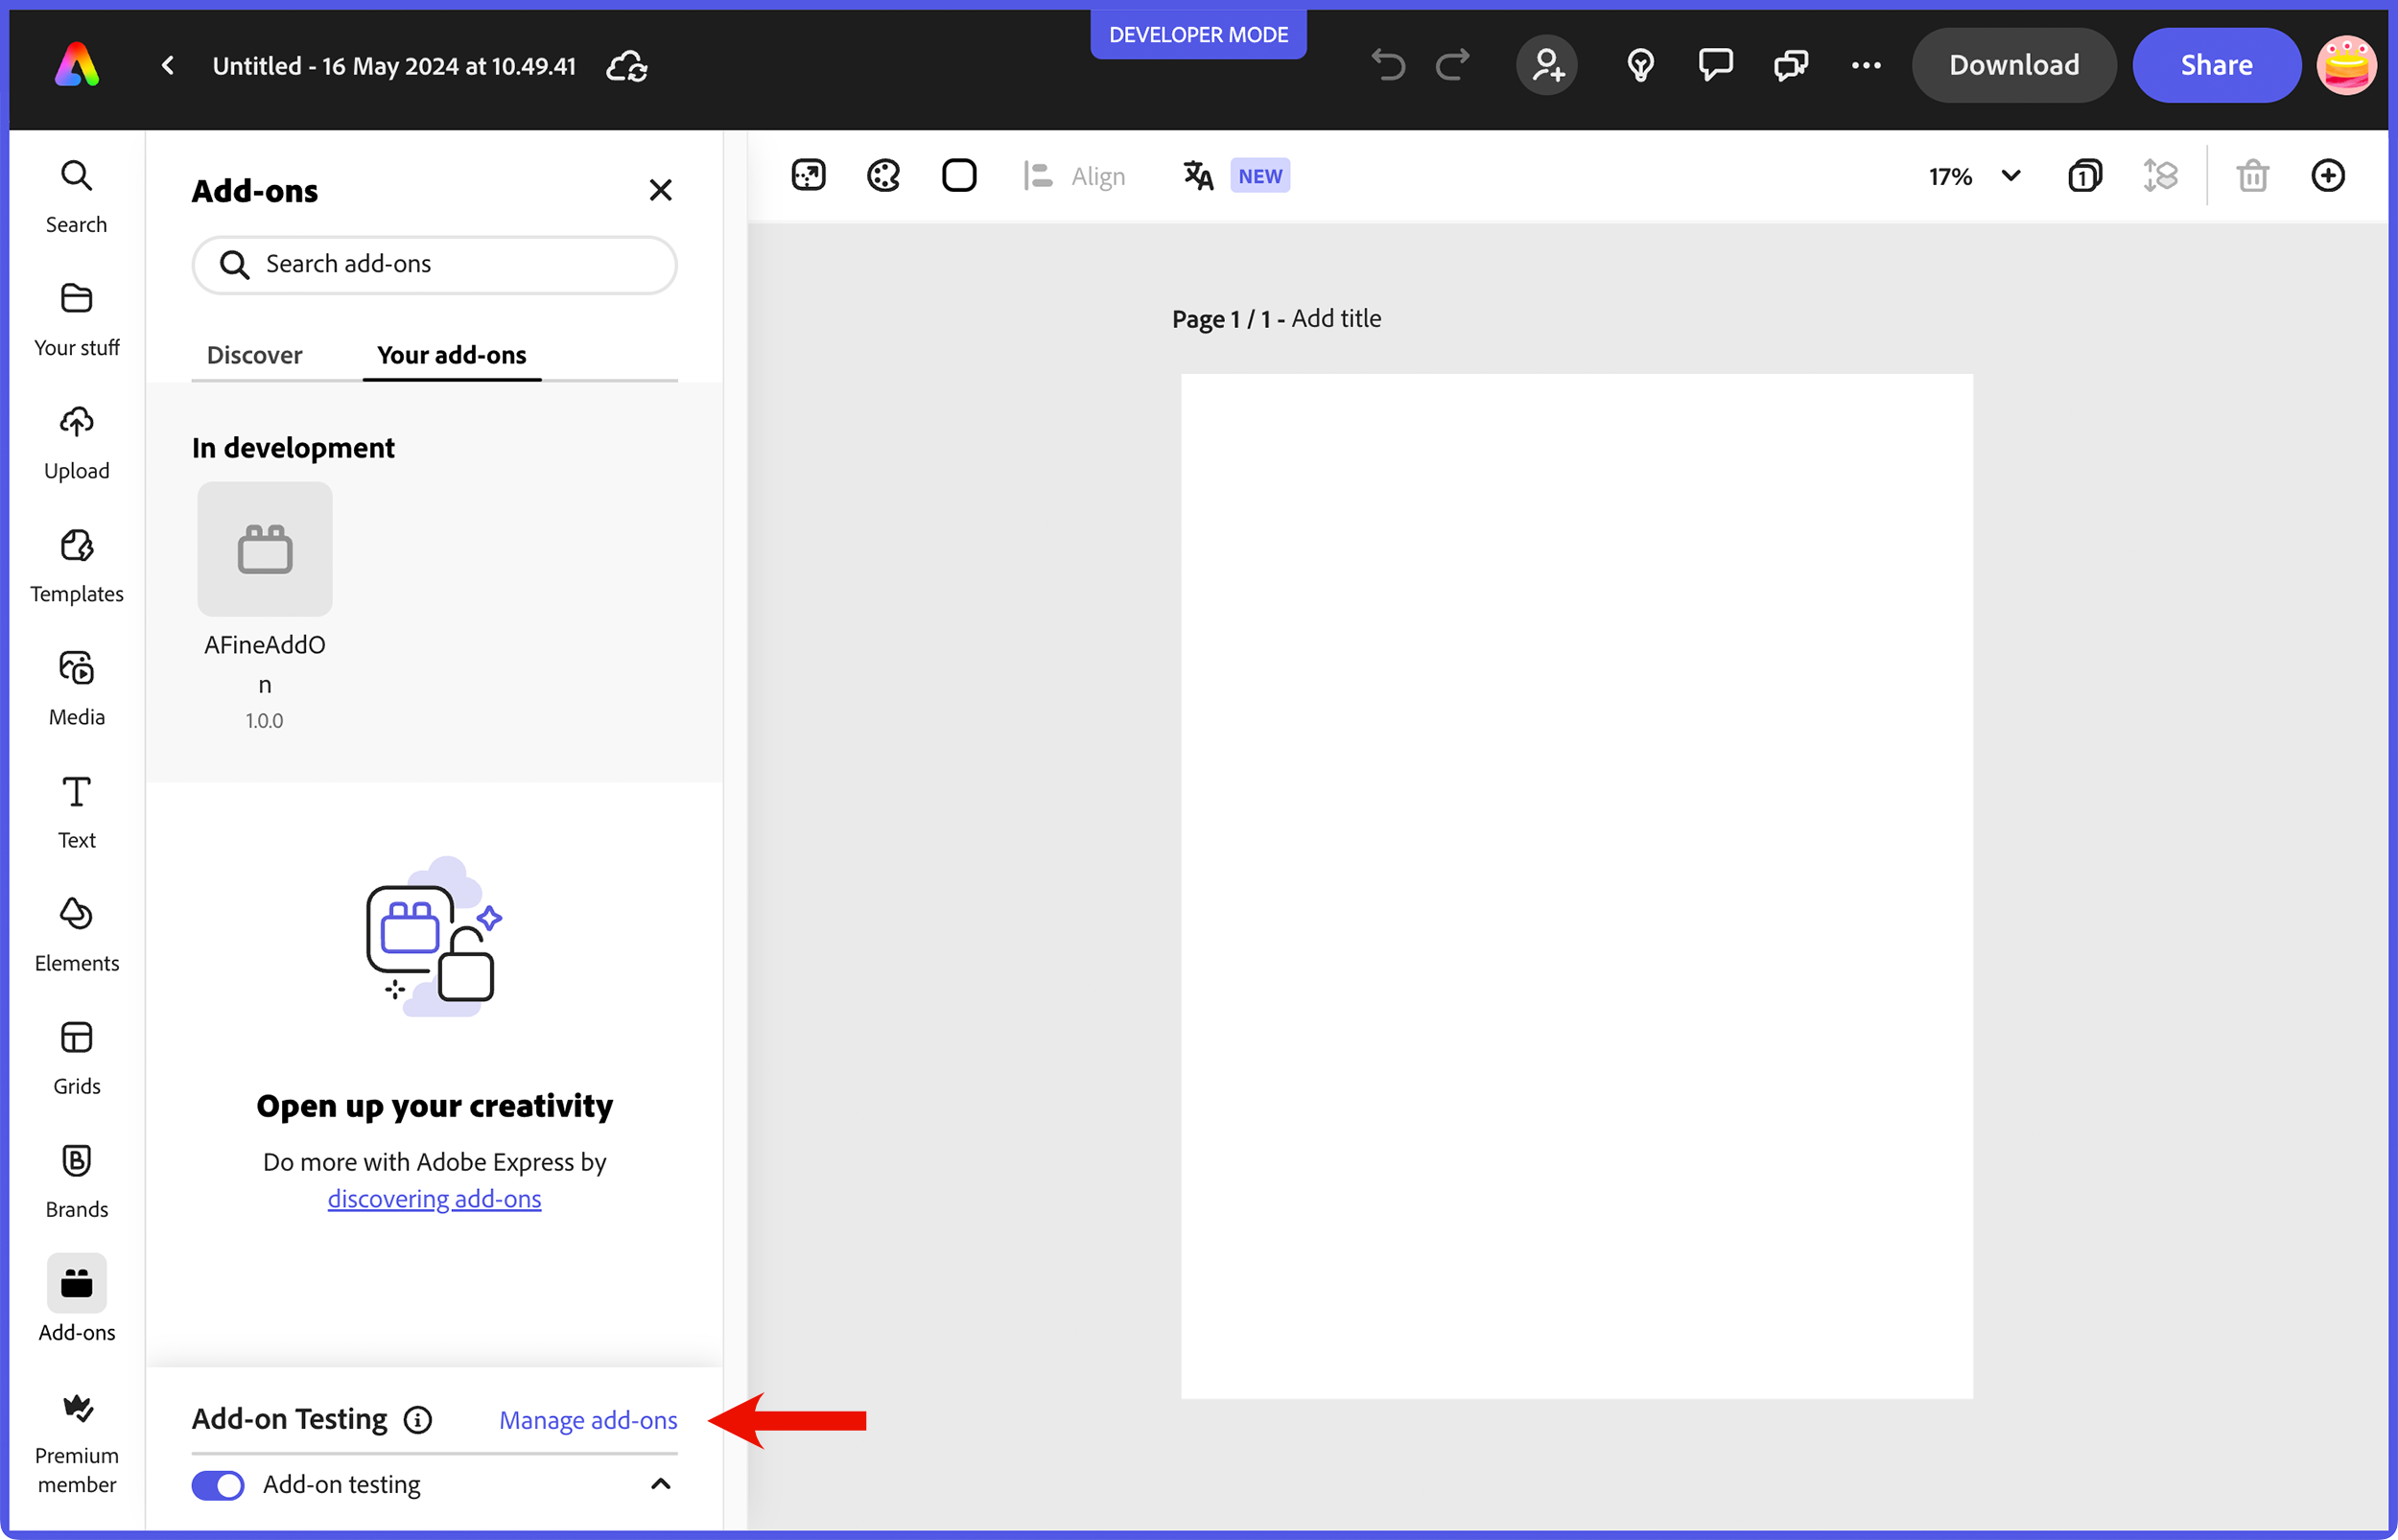 DEVELOPER MODE
Untitled - 16 May 2024 at 10.49.41
Download
Share
Search
Your stuff
Upload
Templates
Media
Text
Elements
Grids
Brands
Add-ons
Premium
member
Add-ons
Search add-ons
Discover
Your add-ons
In development
AFineAddO
n
1.0.0
Open up your creativity
Do more with Adobe Express by
discovering add-ons
Add-on Testing
Manage add-ons
Add-on testing
Align
NEW
17%
1
Page 1 / 1 - Add title